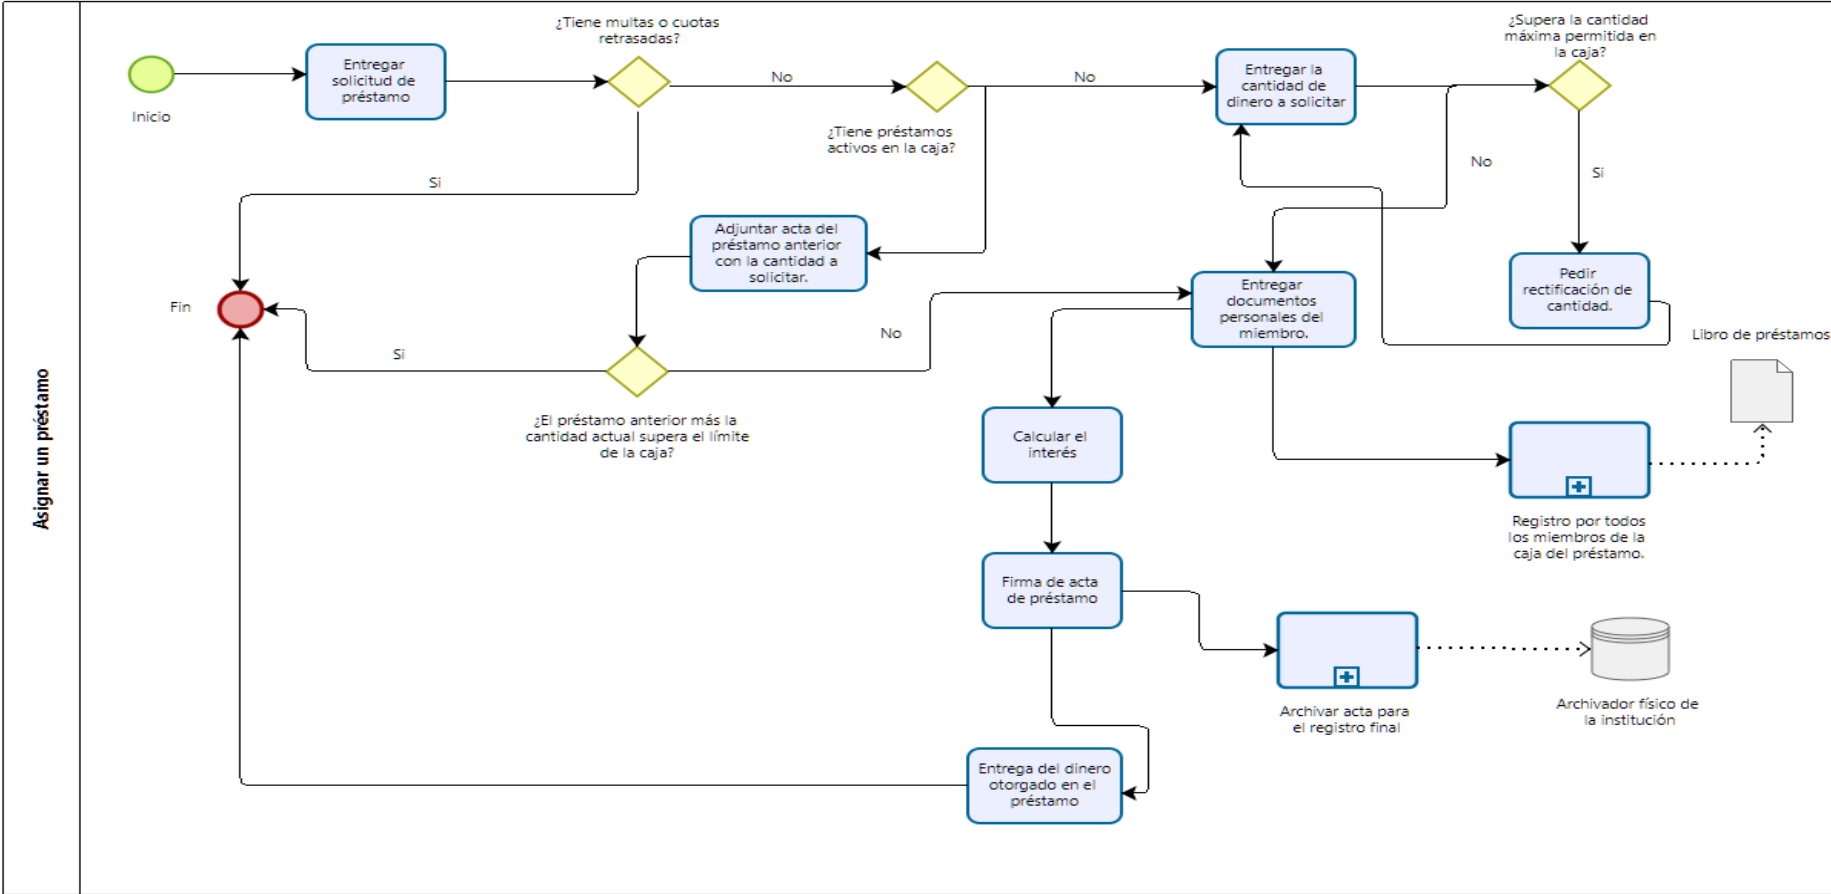 Asignar un préstamo
Inicio
Entregar
solicitud de
préstamo
¿Tiene multas o cuotas
retrasadas?
No
Si
¿Tiene préstamos
activos en la caja?
No
Entregar la
cantidad de
dinero a solicitar
¿Supera la cantidad
máxima permitida en
la caja?
No
Si
Adjuntar acta del
préstamo anterior
con la cantidad a
solicitar.
Pedir
rectificación de
cantidad.
Fin
Si
No
Entregar
documentos
personales del
miembro.
Libro de préstamos
¿El préstamo anterior más la
cantidad actual supera el límite
de la caja?
Calcular el
interés
Registro por todos
los miembros de la
caja del préstamo.
Firma de acta
de préstamo
Archivar acta para
el registro final
Archivador físico de
la institución
Entrega del dinero
otorgado en el
préstamo